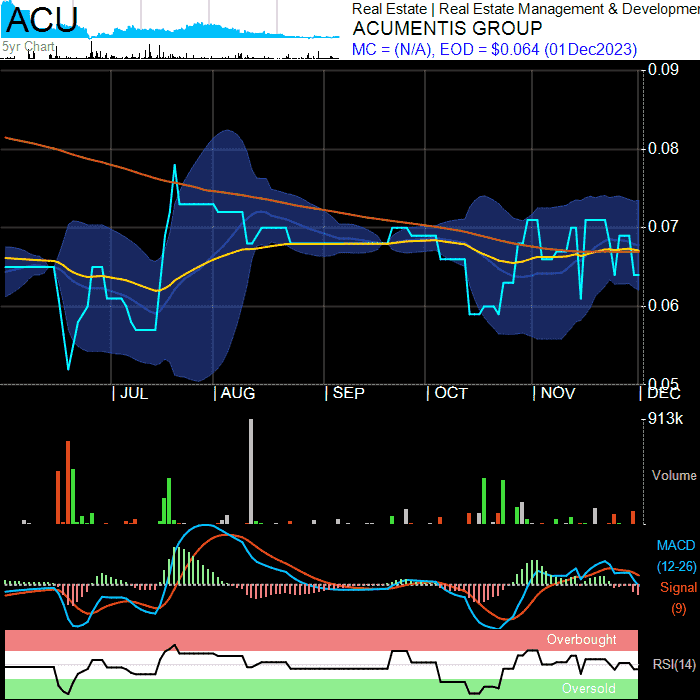 ACU
5yr Chart
Real Estate | Real Estate Management & Developmer
ACUMENTIS GROUP
MC = (N/A), EOD = $0.064 (01Dec2023)
0.09
0.08
0.07
0.06
0.05
| JUL | AUG | SEP | OCT | NOV | DEC
913k
Volume
MACD
(12-26)
Signal
(9)
Overbought
RSI(14)
Oversold